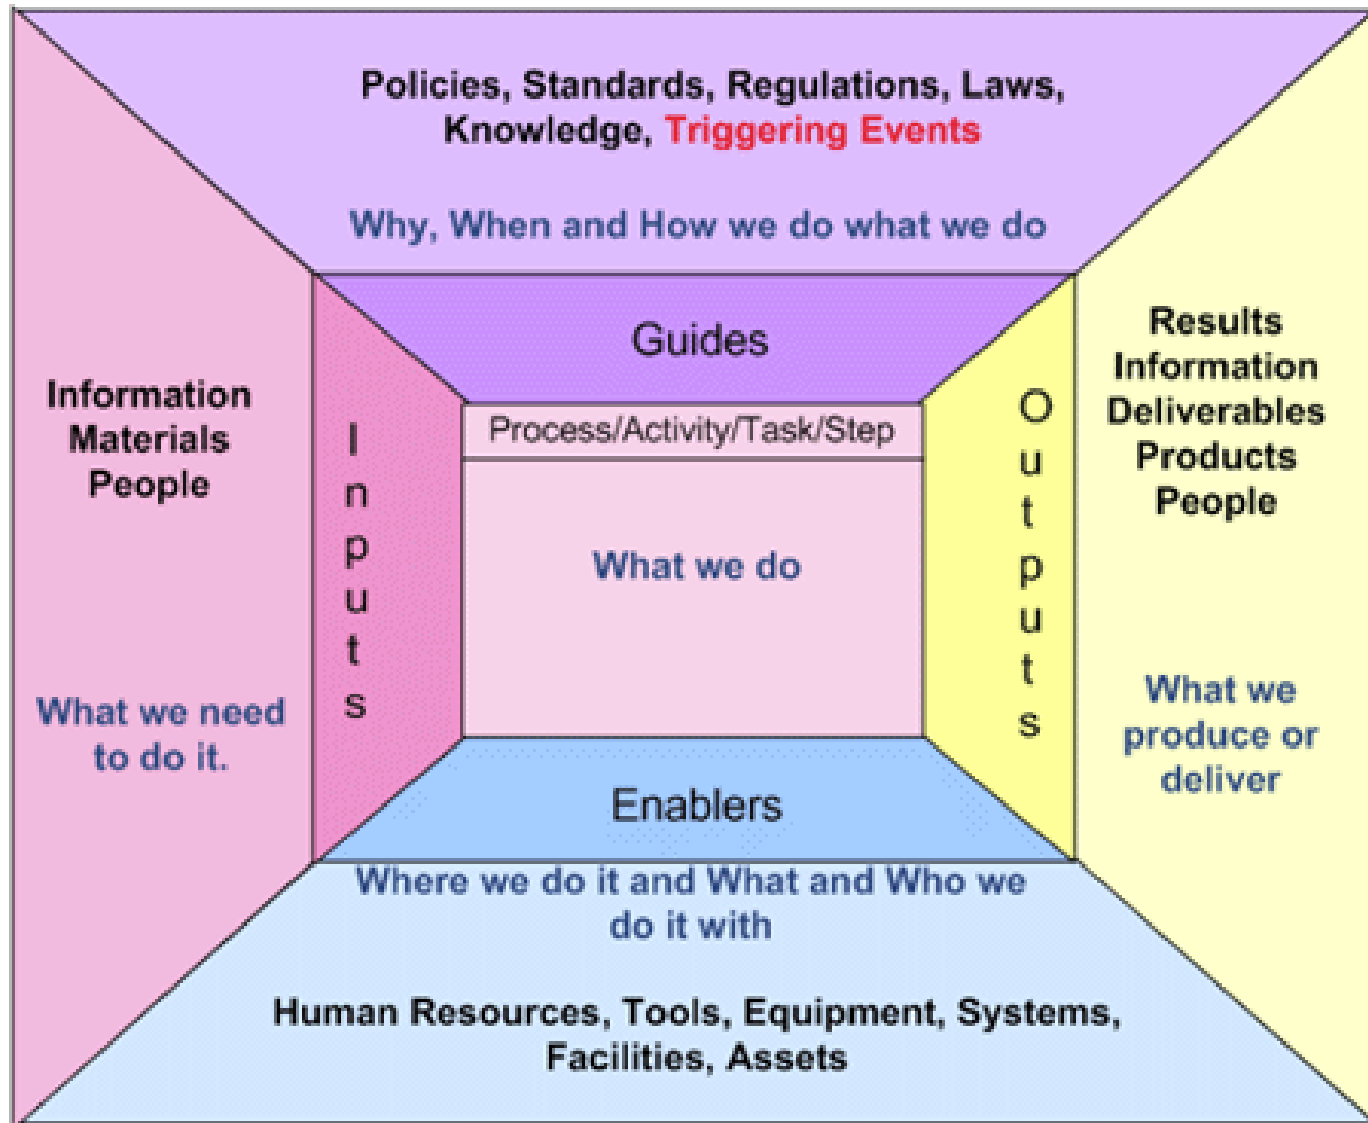 Policies, Standards, Regulations, Laws,
Knowledge, Triggering Events
Why, When and How we do what we do
Guides
Information
Materials
People
What we need
to do it.
Inputs
Process/Activity/Task/Step
What we do
Outputs
Results
Information
Deliverables
Products
People
What we
produce or
deliver
Enablers
Where we do it and What and Who we
do it with
Human Resources, Tools, Equipment, Systems,
Facilities, Assets